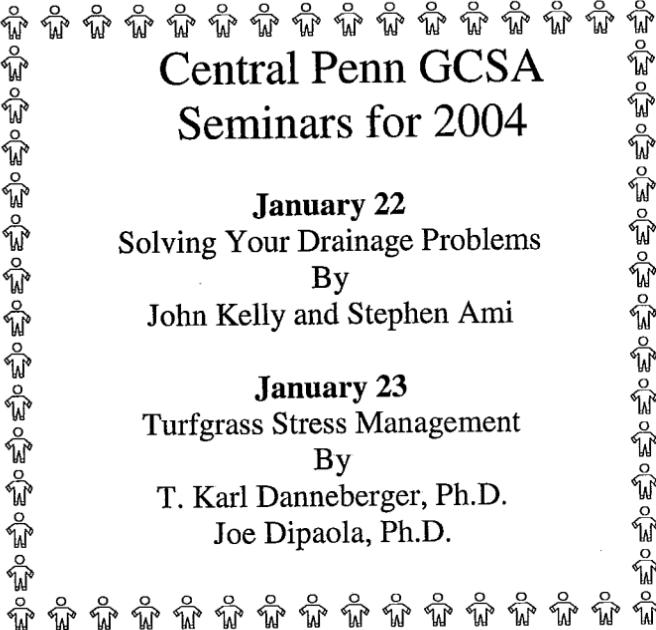 Central Penn GCSA
Seminars for 2004
January 22
Solving Your Drainage Problems
By
John Kelly and Stephen Ami
January 23
Turfgrass Stress Management
By
T. Karl Danneberger, Ph.D.
Joe Dipaola, Ph.D.